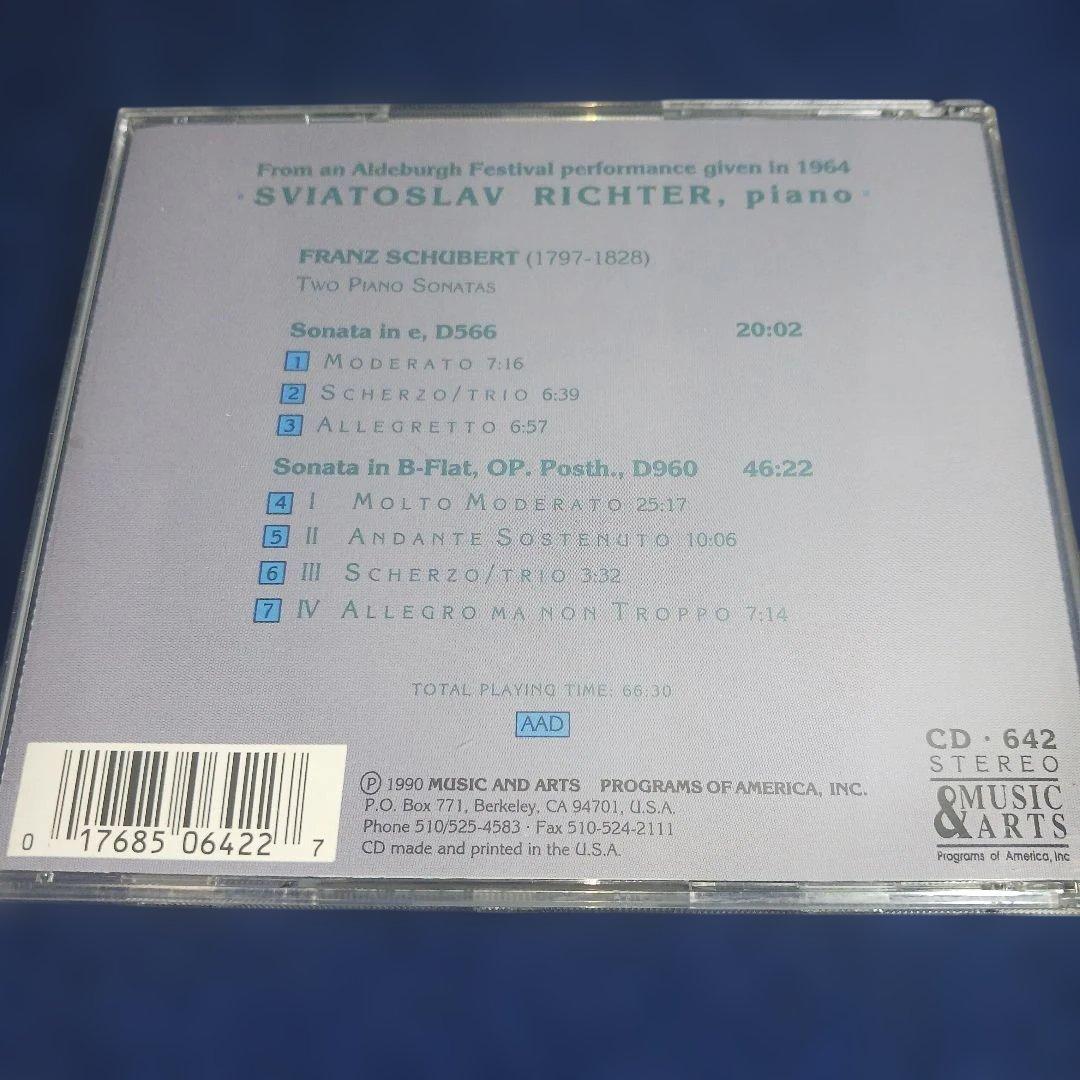 From an Aldeburgh Festival performance given in 1964
· SVIATOSLAV RICHTER, piano ·
FRANZ SCHUBERT (1797-1828)
TWO PIANO SONATAS
Sonata in e, D566 20:02
1 MODERATO 7:16
2 SCHERZO/TRIO 6:39
3 ALLEGRETTO 6:57
Sonata in B-Flat, OP. Posth., D960 46:22
4 I MOLTO MODERATO 25:17
5 II ANDANTE SOSTENUTO 10:06
6 III SCHERZO/TRIO 3:32
7 IV ALLEGRO MA NON TROPPO 7:14
TOTAL PLAYING TIME: 66:30
AAD
℗ 1990 MUSIC AND ARTS PROGRAMS OF AMERICA, INC.
P.O. Box 771, Berkeley, CA 94701, U.S.A.
Phone 510/525-4583 · Fax 510-524-2111
CD made and printed in the U.S.A.
0 17685 06422 7
CD · 642
STEREO
MUSIC
& ARTS
Programs of America, Inc